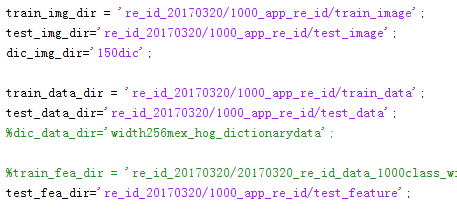 train_img_dir = 're_id_20170320/1000_app_re_id/train_image';
test_img_dir='re_id_20170320/1000_app_re_id/test_image';
dic_img_dir='150dic';
train_data_dir = 're_id_20170320/1000_app_re_id/train_data';
test_data_dir='re_id_20170320/1000_app_re_id/test_data';
%dic_data_dir='width256mex_hog_dictionarydata';
%train_fea_dir = 're_id_20170320/20170320_re_id_data_1000class_wi
test_fea_dir='re_id_20170320/1000_app_re_id/test_feature';